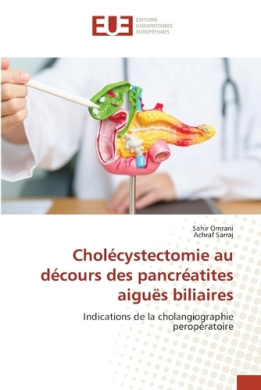 EUE
ÉDITIONS
UNIVERSITAIRES
EUROPÉENNES
Sahir Omrani
Achraf Sarraj
Cholécystectomie au
décours des pancréatites
aiguës biliaires
Indications de la cholangiographie
peropératoire